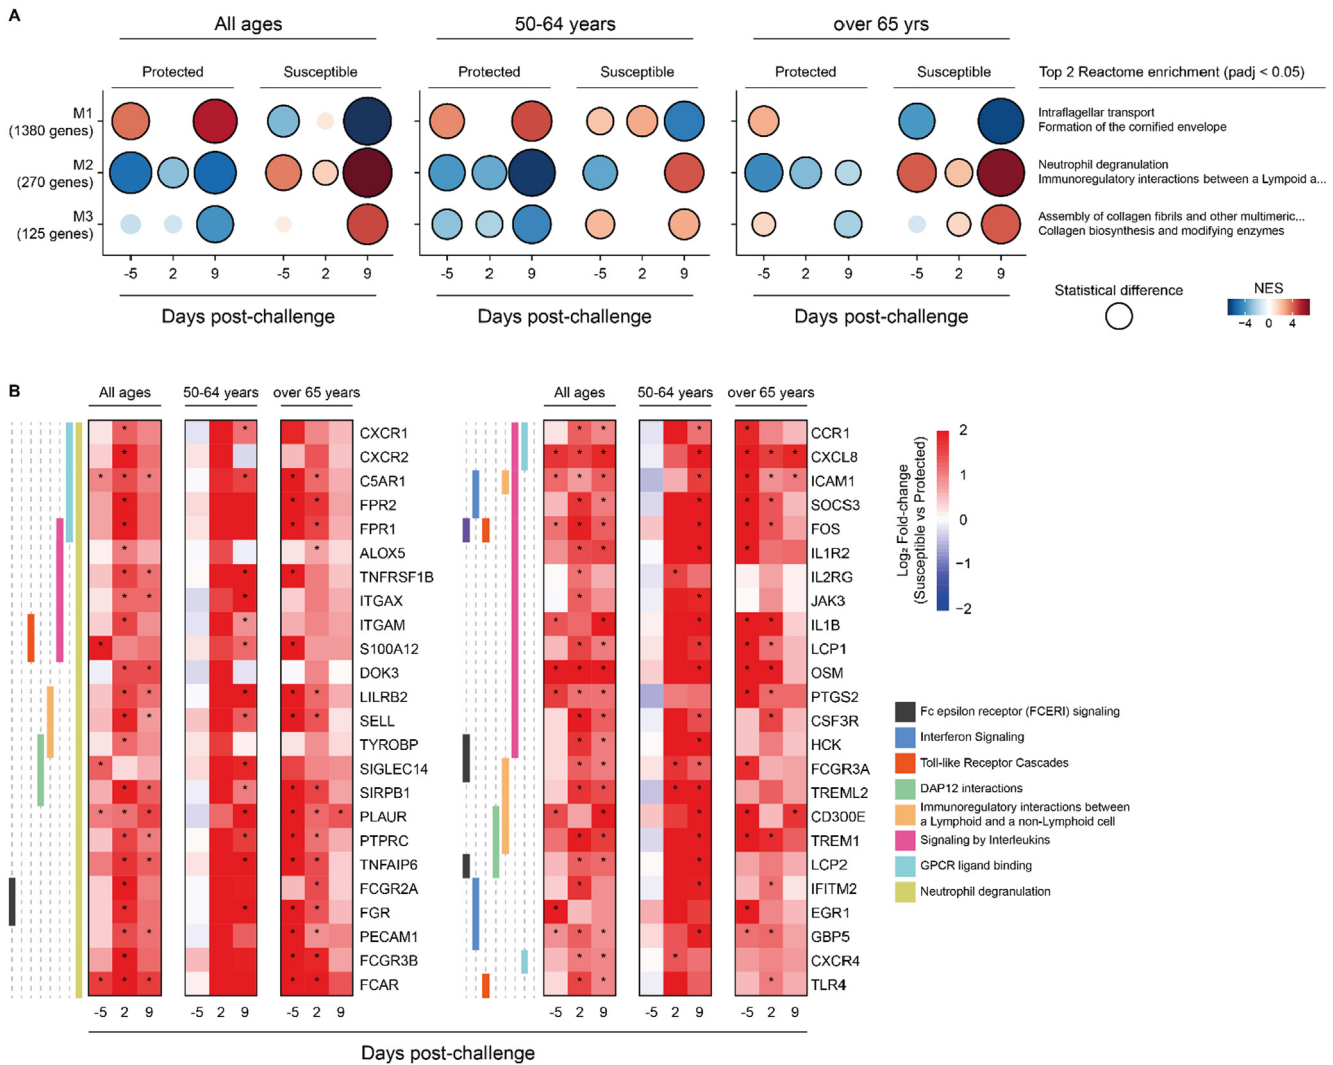 A
All ages
50-64 years
over 65 yrs
Protected
Susceptible
Protected
Susceptible
Protected
Susceptible
Top 2 Reactome enrichment (padj < 0.05)
M1
(1380 genes)
Intraflagellar transport
Formation of the cornified envelope
M2
(270 genes)
Neutrophil degranulation
Immunoregulatory interactions between a Lympoid a...
M3
(125 genes)
Assembly of collagen fibrils and other multimeric...
Collagen biosynthesis and modifying enzymes
-5 2 9 -5 2 9
-5 2 9 -5 2 9
-5 2 9 -5 2 9
Days post-challenge
Days post-challenge
Days post-challenge
Statistical difference
NES
−4 0 4
B
All ages
50-64 years
over 65 years
CXCR1
CXCR2
C5AR1
FPR2
FPR1
ALOX5
TNFRSF1B
ITGAX
ITGAM
S100A12
DOK3
LILRB2
SELL
TYROBP
SIGLEC14
SIRPB1
PLAUR
PTPRC
TNFAIP6
FCGR2A
FGR
PECAM1
FCGR3B
FCAR
-5 2 9
-5 2 9
-5 2 9
All ages
50-64 years
over 65 years
CCR1
CXCL8
ICAM1
SOCS3
FOS
IL1R2
IL2RG
JAK3
IL1B
LCP1
OSM
PTGS2
CSF3R
HCK
FCGR3A
TREML2
CD300E
TREM1
LCP2
IFITM2
EGR1
GBP5
CXCR4
TLR4
-5 2 9
-5 2 9
-5 2 9
Days post-challenge
Log₂ Fold-change
(Susceptible vs Protected)
2
1
0
−1
−2
Fc epsilon receptor (FCERI) signaling
Interferon Signaling
Toll-like Receptor Cascades
DAP12 interactions
Immunoregulatory interactions between
a Lymphoid and a non-Lymphoid cell
Signaling by Interleukins
GPCR ligand binding
Neutrophil degranulation